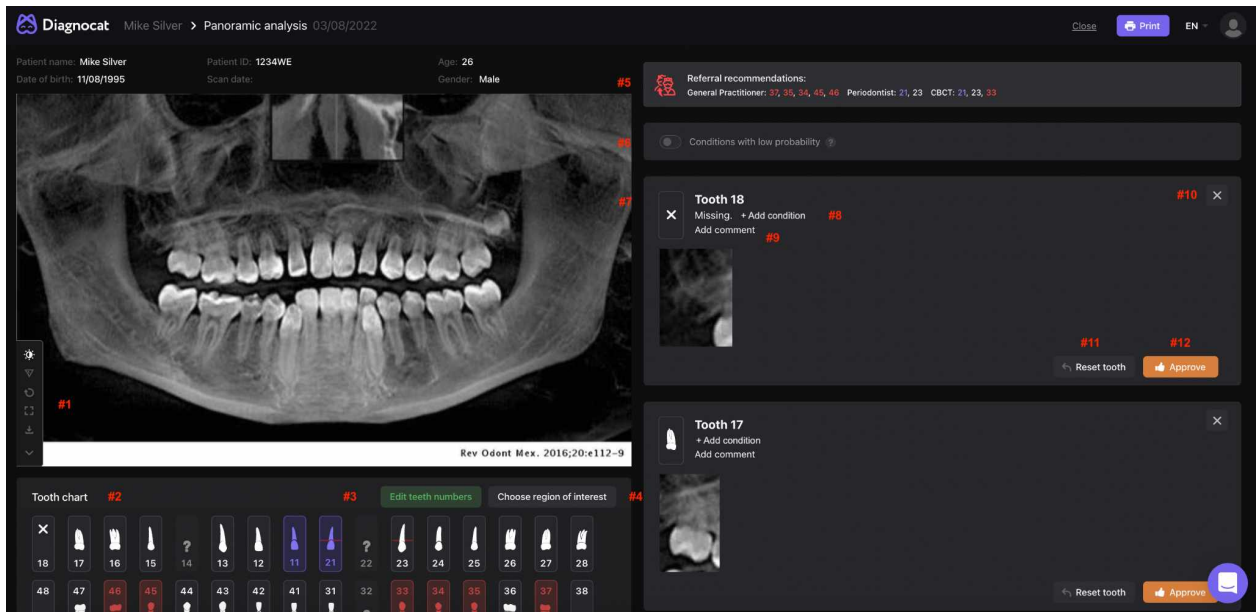 Diagnocat Mike Silver > Panoramic analysis 03/08/2022
Close Print EN
Patient name: Mike Silver Patient ID: 1234WE Age: 26
Date of birth: 11/08/1995 Scan date: Gender: Male
#5
#6
#7
#1
Rev Odont Mex. 2016;20:e112-9
Tooth chart #2 #3 Edit teeth numbers Choose region of interest #4
? ?
18 17 16 15 14 13 12 11 21 22 23 24 25 26 27 28
48 47 46 45 44 43 42 41 31 32 33 34 35 36 37 38
Referral recommendations:
General Practitioner: 37, 35, 34, 45, 46 Periodontist: 21, 23 CBCT: 21, 23, 33
Conditions with low probability ?
Tooth 18 #10
Missing. + Add condition #8
Add comment #9
#11 #12
Reset tooth Approve
Tooth 17
+ Add condition
Add comment
Reset tooth Approve